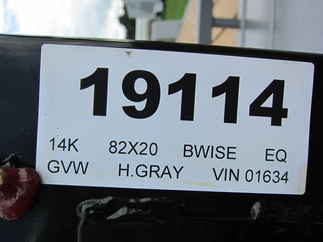 19114
14K 82X20 BWISE EQ
GVW H.GRAY VIN 01634